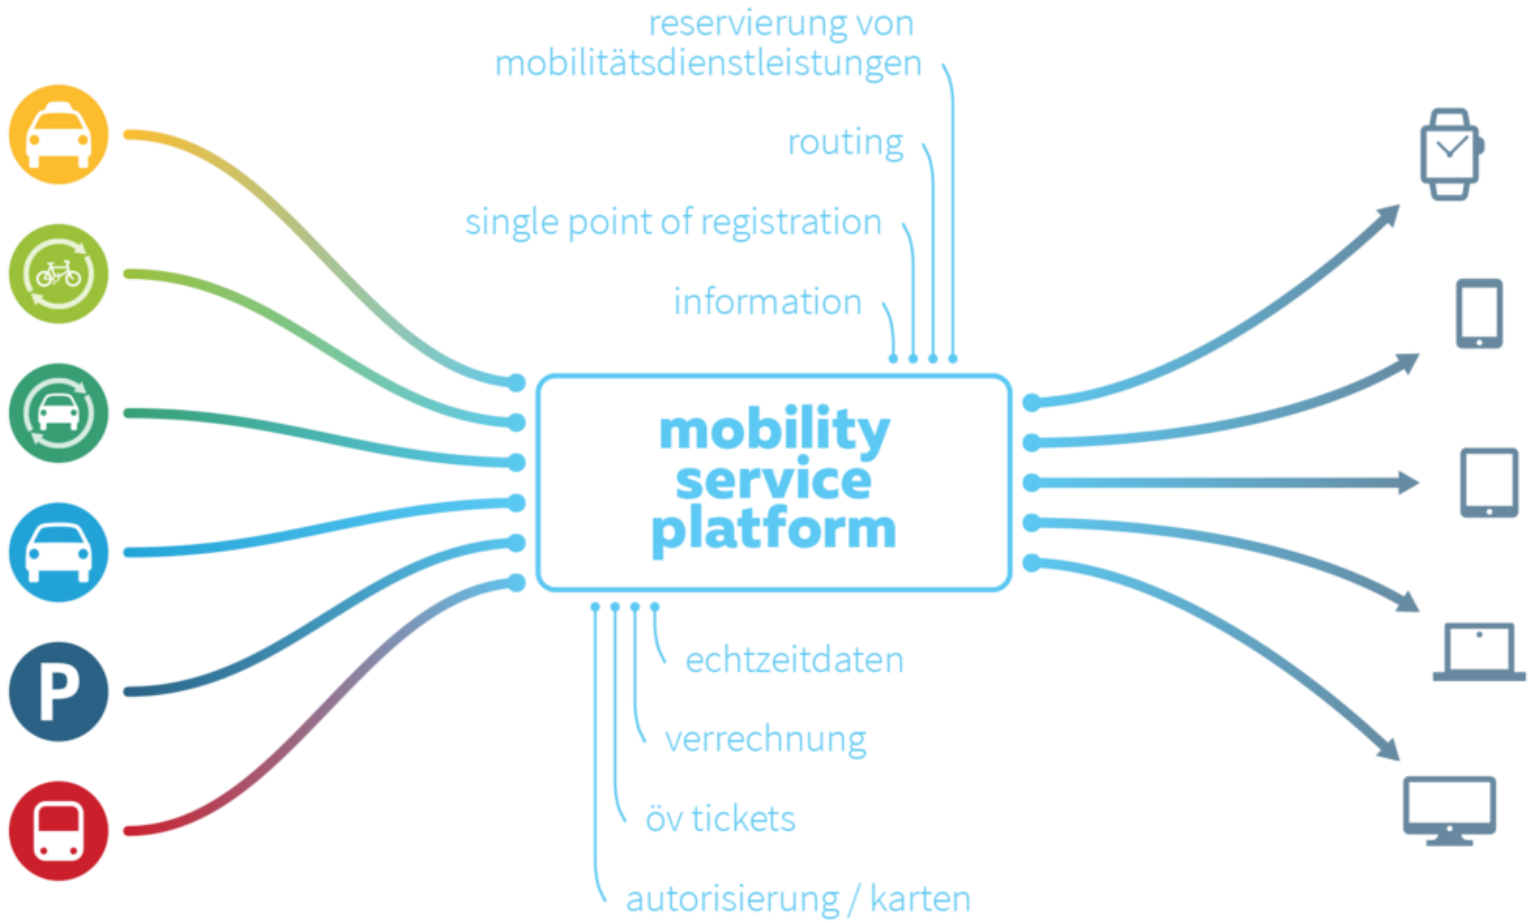 reservierung von
mobilitätsdienstleistungen
routing
single point of registration
information
mobility
service
platform
P
echtzeitdaten
verrechnung
öv tickets
autorisierung / karten